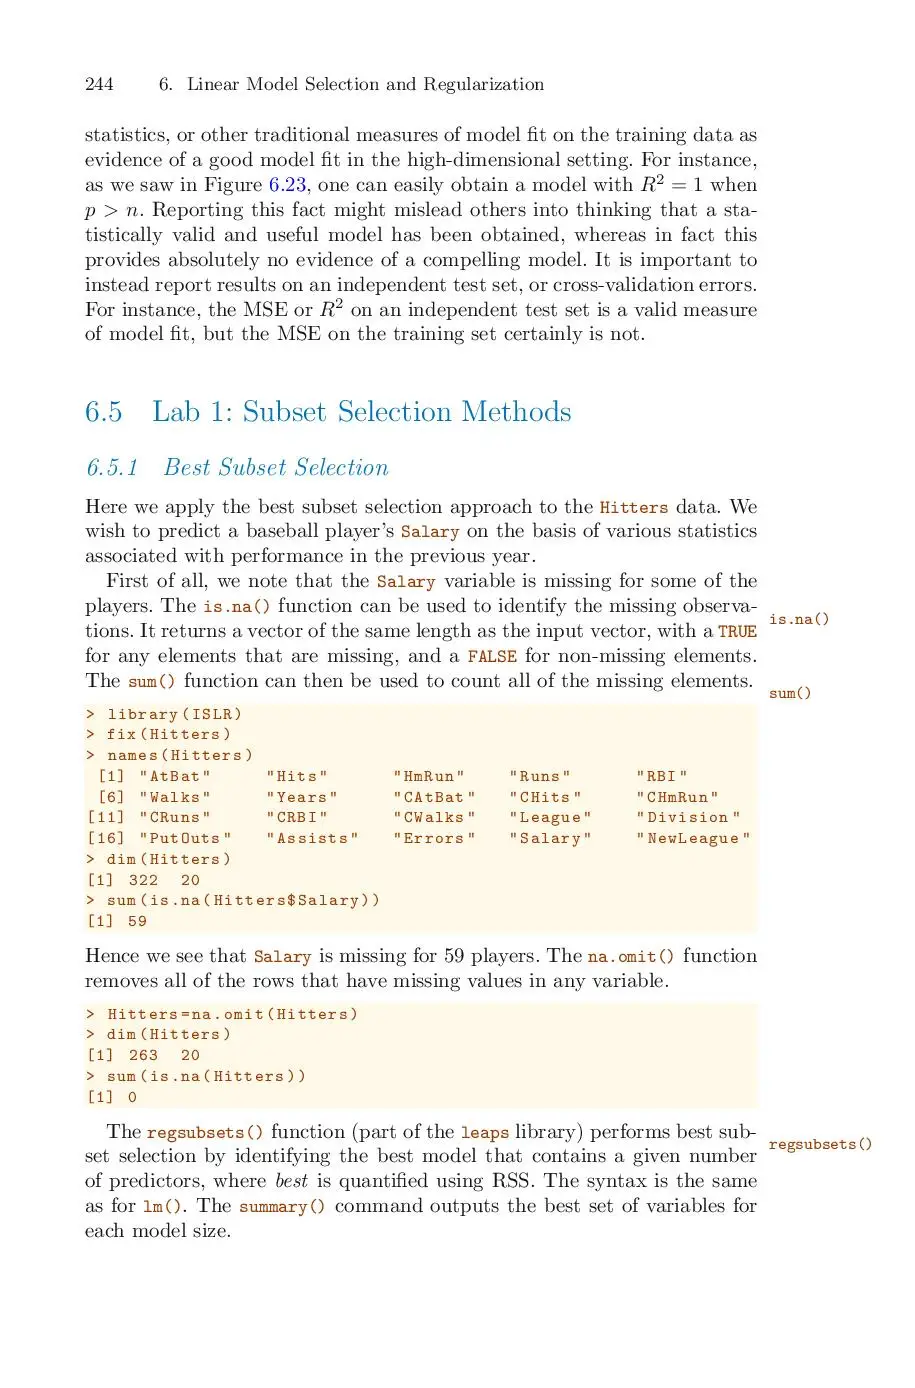 244 6. Linear Model Selection and Regularization
statistics, or other traditional measures of model fit on the training data as
evidence of a good model fit in the high-dimensional setting. For instance,
as we saw in Figure 6.23, one can easily obtain a model with R² = 1 when
p > n. Reporting this fact might mislead others into thinking that a sta-
tistically valid and useful model has been obtained, whereas in fact this
provides absolutely no evidence of a compelling model. It is important to
instead report results on an independent test set, or cross-validation errors.
For instance, the MSE or R² on an independent test set is a valid measure
of model fit, but the MSE on the training set certainly is not.
6.5 Lab 1: Subset Selection Methods
6.5.1 Best Subset Selection
Here we apply the best subset selection approach to the Hitters data. We
wish to predict a baseball player's Salary on the basis of various statistics
associated with performance in the previous year.
First of all, we note that the Salary variable is missing for some of the
players. The is.na() function can be used to identify the missing observa-
is.na()
tions. It returns a vector of the same length as the input vector, with a TRUE
for any elements that are missing, and a FALSE for non-missing elements.
The sum() function can then be used to count all of the missing elements.
sum()
> library(ISLR)
> fix(Hitters)
> names(Hitters)
[1] "AtBat" "Hits" "HmRun" "Runs" "RBI"
[6] "Walks" "Years" "CAtBat" "CHits" "CHmRun"
[11] "CRuns" "CRBI" "CWalks" "League" "Division"
[16] "PutOuts" "Assists" "Errors" "Salary" "NewLeague"
> dim(Hitters)
[1] 322 20
> sum(is.na(Hitters$Salary))
[1] 59
Hence we see that Salary is missing for 59 players. The na.omit() function
removes all of the rows that have missing values in any variable.
> Hitters=na.omit(Hitters)
> dim(Hitters)
[1] 263 20
> sum(is.na(Hitters))
[1] 0
The regsubsets() function (part of the leaps library) performs best sub-
regsubsets()
set selection by identifying the best model that contains a given number
of predictors, where best is quantified using RSS. The syntax is the same
as for lm(). The summary() command outputs the best set of variables for
each model size.